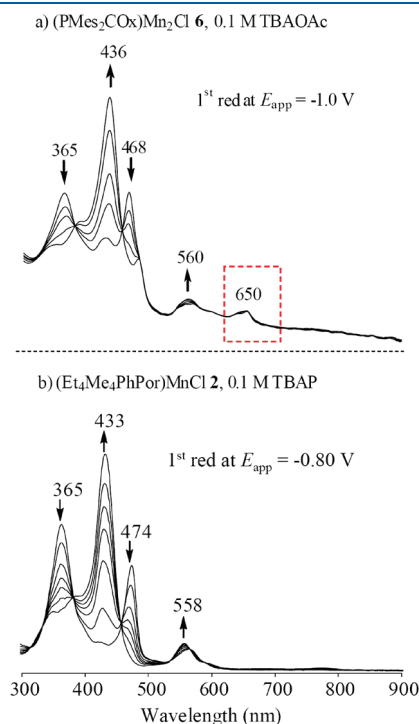 a) (PMes₂COx)Mn₂Cl 6, 0.1 M TBAOAc
436
1st red at Eapp = -1.0 V
365
468
560
650
b) (Et₄Me₄PhPor)MnCl 2, 0.1 M TBAP
433
1st red at Eapp = -0.80 V
365
474
558
300 400 500 600 700 800 900
Wavelength (nm)